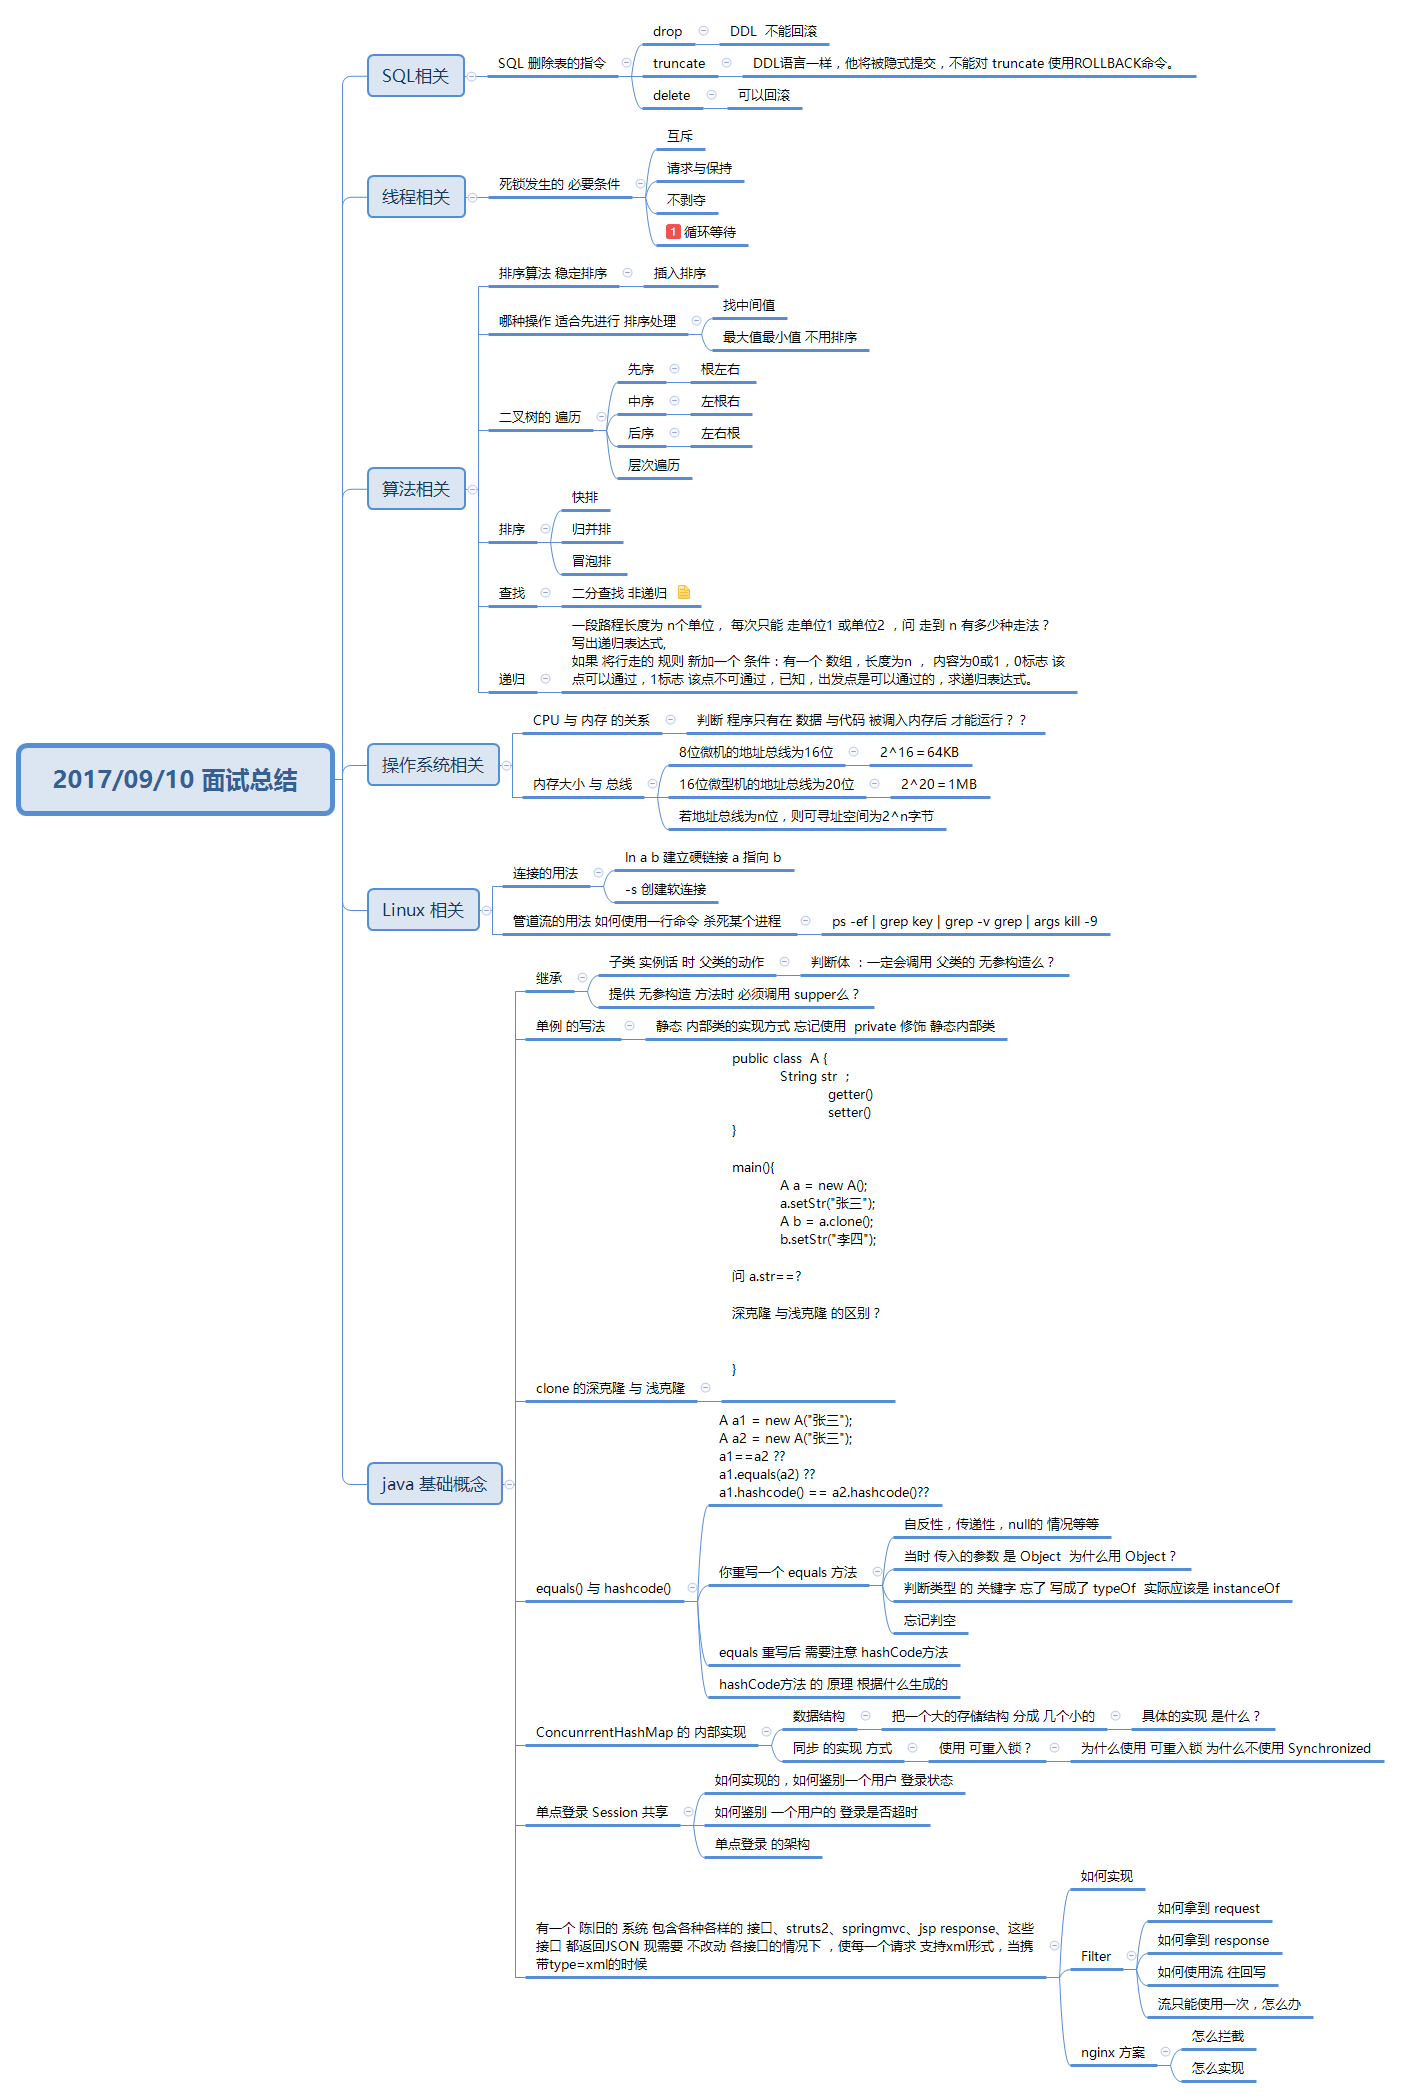 2017/09/10 面试总结
SQL相关
SQL 删除表的指令
drop
DDL 不能回滚
truncate
DDL语言一样，他将被隐式提交，不能对 truncate 使用ROLLBACK命令。
delete
可以回滚
线程相关
死锁发生的 必要条件
互斥
请求与保持
不剥夺
1 循环等待
算法相关
排序算法 稳定排序
插入排序
哪种操作 适合先进行 排序处理
找中间值
最大值最小值 不用排序
二叉树的 遍历
先序
根左右
中序
左根右
后序
左右根
层次遍历
排序
快排
归并排
冒泡排
查找
二分查找 非递归
递归
一段路程长度为 n个单位， 每次只能 走单位1 或单位2 ，问 走到 n 有多少种走法？
写出递归表达式,
如果 将行走的 规则 新加一个 条件：有一个 数组，长度为n ， 内容为0或1，0标志 该
点可以通过，1标志 该点不可通过，已知，出发点是可以通过的，求递归表达式。
操作系统相关
CPU 与 内存 的关系
判断 程序只有在 数据 与代码 被调入内存后 才能运行？？
内存大小 与 总线
8位微机的地址总线为16位
2^16＝64KB
16位微型机的地址总线为20位
2^20＝1MB
若地址总线为n位，则可寻址空间为2^n字节
Linux 相关
连接的用法
ln a b 建立硬链接 a 指向 b
-s 创建软连接
管道流的用法 如何使用一行命令 杀死某个进程
ps -ef | grep key | grep -v grep | args kill -9
java 基础概念
继承
子类 实例话 时 父类的动作
判断体 ：一定会调用 父类的 无参构造么？
提供 无参构造 方法时 必须调用 supper么？
单例 的写法
静态 内部类的实现方式 忘记使用 private 修饰 静态内部类
clone 的深克隆 与 浅克隆
public class A {
String str ；
getter()
setter()
}
main(){
A a = new A();
a.setStr("张三");
A b = a.clone();
b.setStr("李四");
问 a.str==?
深克隆 与浅克隆 的区别？
}
equals() 与 hashcode()
A a1 = new A("张三");
A a2 = new A("张三");
a1==a2 ??
a1.equals(a2) ??
a1.hashcode() == a2.hashcode()??
你重写一个 equals 方法
自反性，传递性，null的 情况等等
当时 传入的参数 是 Object 为什么用 Object？
判断类型 的 关键字 忘了 写成了 typeOf 实际应该是 instanceOf
忘记判空
equals 重写后 需要注意 hashCode方法
hashCode方法 的 原理 根据什么生成的
ConcunrrentHashMap 的 内部实现
数据结构
把一个大的存储结构 分成 几个小的
具体的实现 是什么？
同步 的实现 方式
使用 可重入锁？
为什么使用 可重入锁 为什么不使用 Synchronized
单点登录 Session 共享
如何实现的，如何鉴别一个用户 登录状态
如何鉴别 一个用户的 登录是否超时
单点登录 的架构
有一个 陈旧的 系统 包含各种各样的 接口、struts2、springmvc、jsp response、这些
接口 都返回JSON 现需要 不改动 各接口的情况下 ，使每一个请求 支持xml形式，当携
带type=xml的时候
如何实现
Filter
如何拿到 request
如何拿到 response
如何使用流 往回写
流只能使用一次，怎么办
nginx 方案
怎么拦截
怎么实现